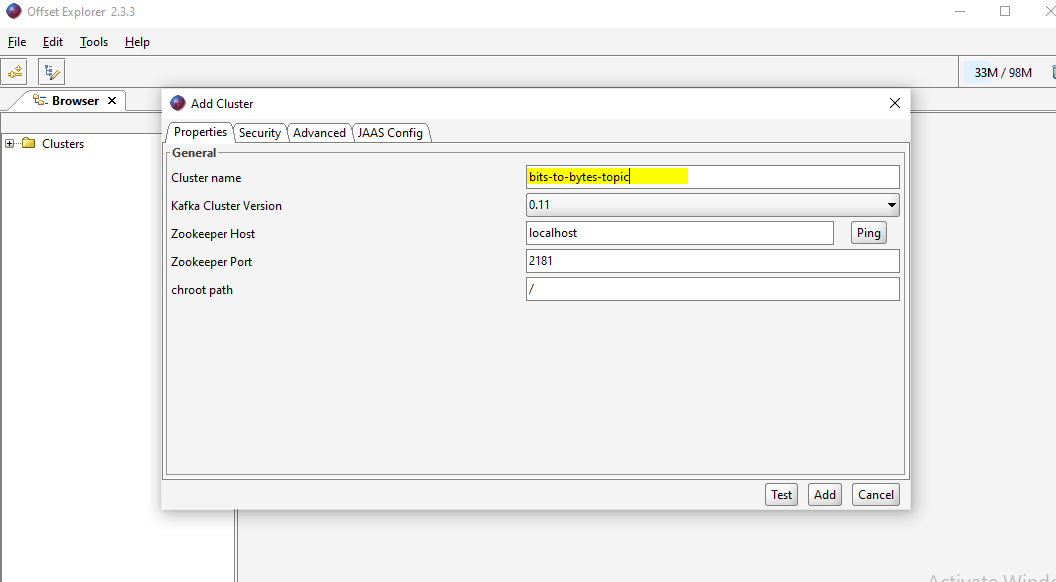 Offset Explorer 2.3.3
File Edit Tools Help
33M / 98M
Browser
Add Cluster
Clusters
Properties Security Advanced JAAS Config
General
Cluster name bits-to-bytes-topic
Kafka Cluster Version 0.11
Zookeeper Host localhost Ping
Zookeeper Port 2181
chroot path /
Test Add Cancel
Activate Windo